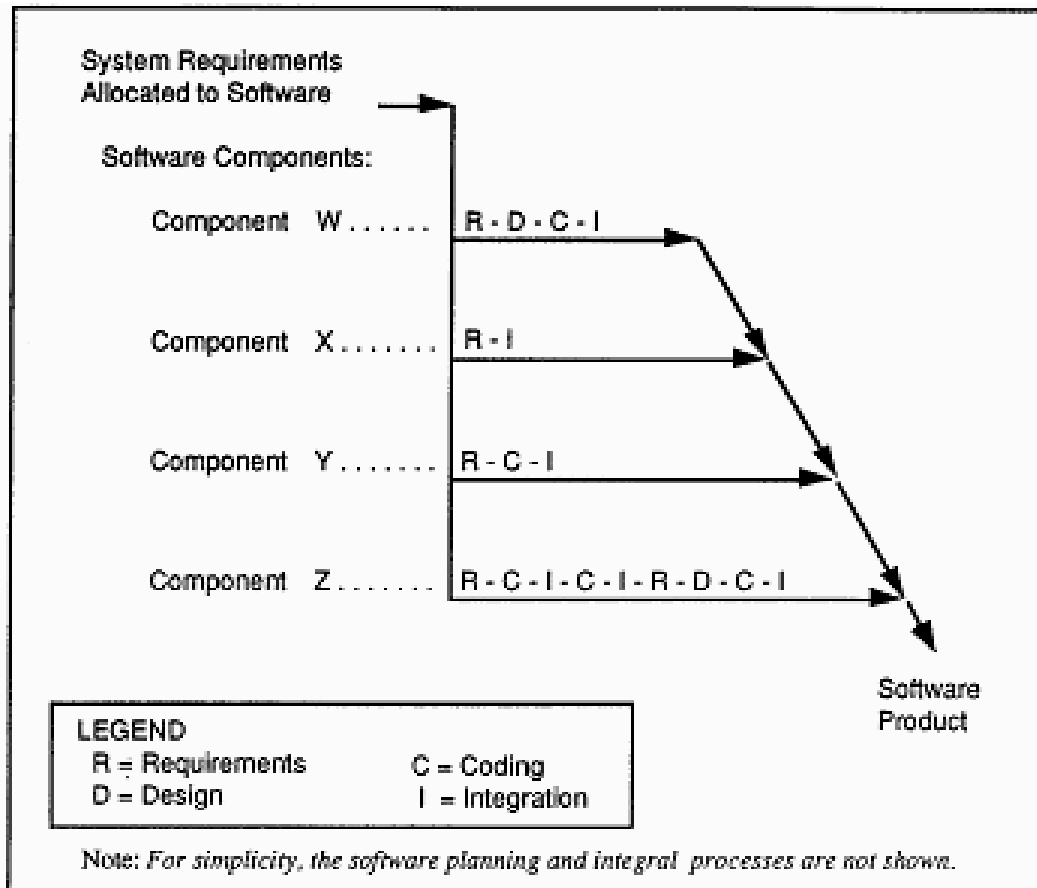 System Requirements
Allocated to Software
Software Components:
Component W . . . . . . R - D - C - I
Component X . . . . . . . R - I
Component Y . . . . . . . R - C - I
Component Z . . . . . . . R - C - I - C - I - R - D - C - I
Software
Product
LEGEND
R = Requirements C = Coding
D = Design I = Integration
Note: For simplicity, the software planning and integral processes are not shown.